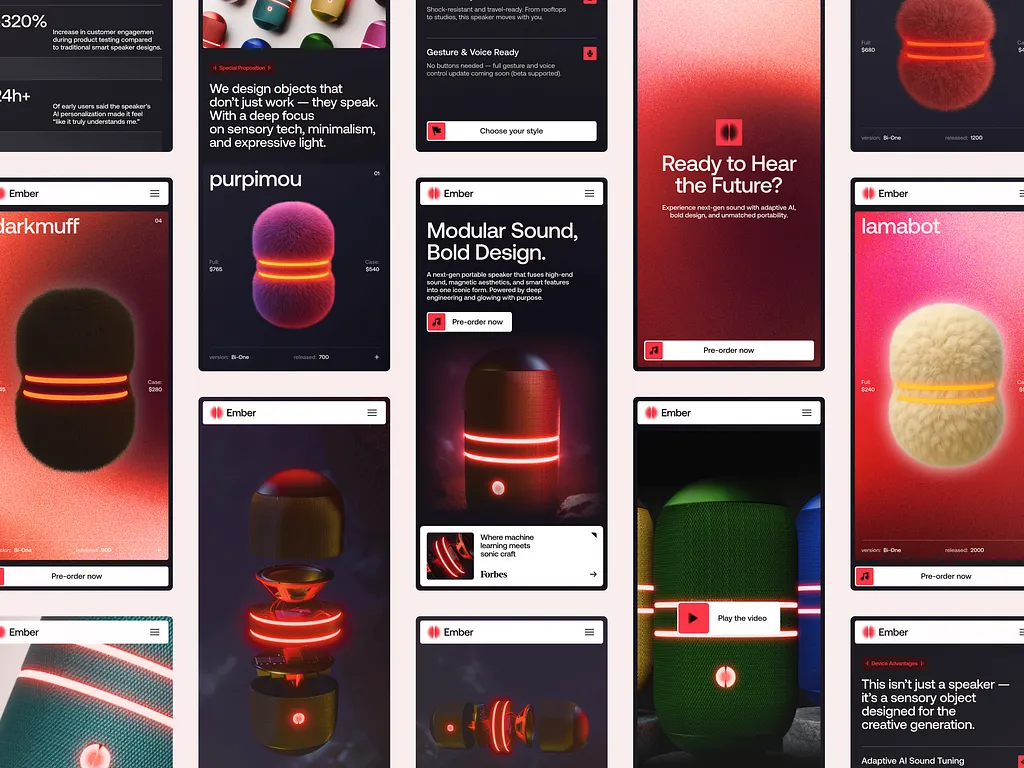 320%
Increase in customer engagemen
during product testing compared
to traditional smart speaker designs.
24h+
Of early users said the speaker's
AI personalization made it feel
"like it truly understands me."
Ember
darkmuff
04
Case:
$280
version: Bi-One
released: 900
Pre-order now
Ember
Special Proposition
We design objects that
don't just work — they speak.
With a deep focus
on sensory tech, minimalism,
and expressive light.
purpimou
01
Full:
$765
Case:
$540
version: Bi-One
released: 700
Ember
Shock-resistant and travel-ready. From rooftops
to studios, this speaker moves with you.
Gesture & Voice Ready
No buttons needed — full gesture and voice
control update coming soon (beta supported).
Choose your style
Ember
Modular Sound,
Bold Design.
A next-gen portable speaker that fuses high-end
sound, magnetic aesthetics, and smart features
into one iconic form. Powered by deep
engineering and glowing with purpose.
Pre-order now
Where machine
learning meets
sonic craft
Forbes
Ember
Ready to Hear
the Future?
Experience next-gen sound with adaptive AI,
bold design, and unmatched portability.
Pre-order now
Ember
Play the video
Full:
$680
version: Bi-One
released: 1200
Ember
lamabot
Full:
$240
version: Bi-One
released: 2000
Pre-order now
Ember
Device Advantages
This isn't just a speaker —
it's a sensory object
designed for the
creative generation.
Adaptive AI Sound Tuning